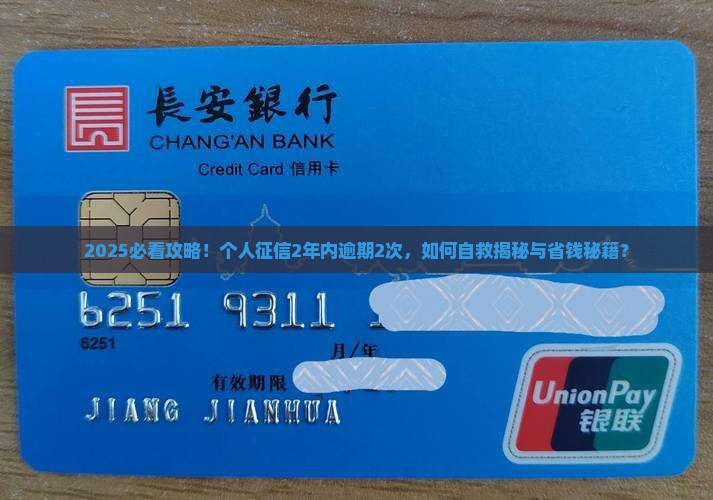 長安銀行
CHANG'AN BANK
Credit Card 信用卡
2025必看攻略！个人征信2年内逾期2次，如何自救揭秘与省钱秘籍？
6251 9311 1
6251
月/年
有效期限
JIANG JIANHUA
UnionPay
银联